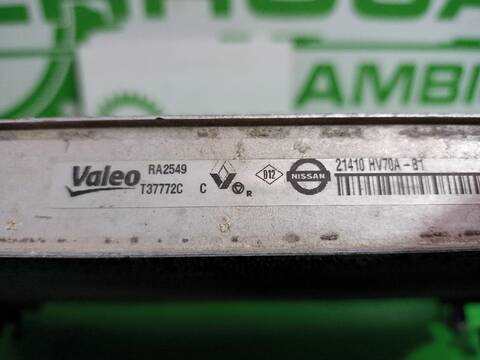 AMBI
Valeo
RA2549
T37772C C R
D12
NISSAN
21410 HV70A -B1